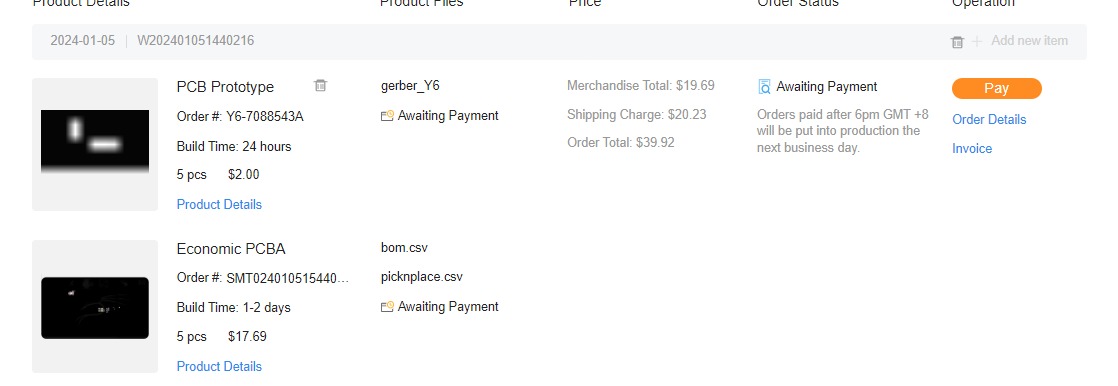 Product Details Product Files Price Order Status Operation
2024-01-05 W202401051440216 Add new item
PCB Prototype
Order #: Y6-7088543A
Build Time: 24 hours
5 pcs $2.00
Product Details
gerber_Y6
Awaiting Payment
Merchandise Total: $19.69
Shipping Charge: $20.23
Order Total: $39.92
Awaiting Payment
Orders paid after 6pm GMT +8
will be put into production the
next business day.
Pay
Order Details
Invoice
Economic PCBA
Order #: SMT024010515440...
Build Time: 1-2 days
5 pcs $17.69
Product Details
bom.csv
picknplace.csv
Awaiting Payment